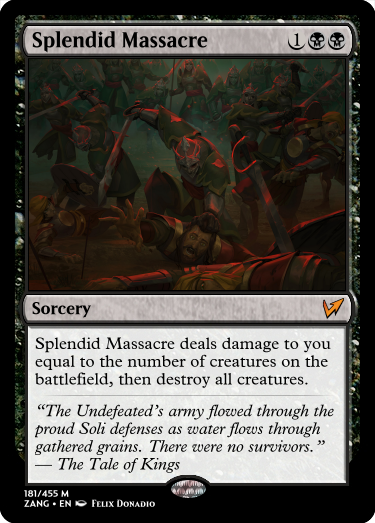 Splendid Massacre 1
Sorcery
Splendid Massacre deals damage to you
equal to the number of creatures on the
battlefield, then destroy all creatures.
“The Undefeated’s army flowed through the
proud Soli defenses as water flows through
gathered grains. There were no survivors.”
— The Tale of Kings
181/455 M
ZANG • EN Felix Donadio